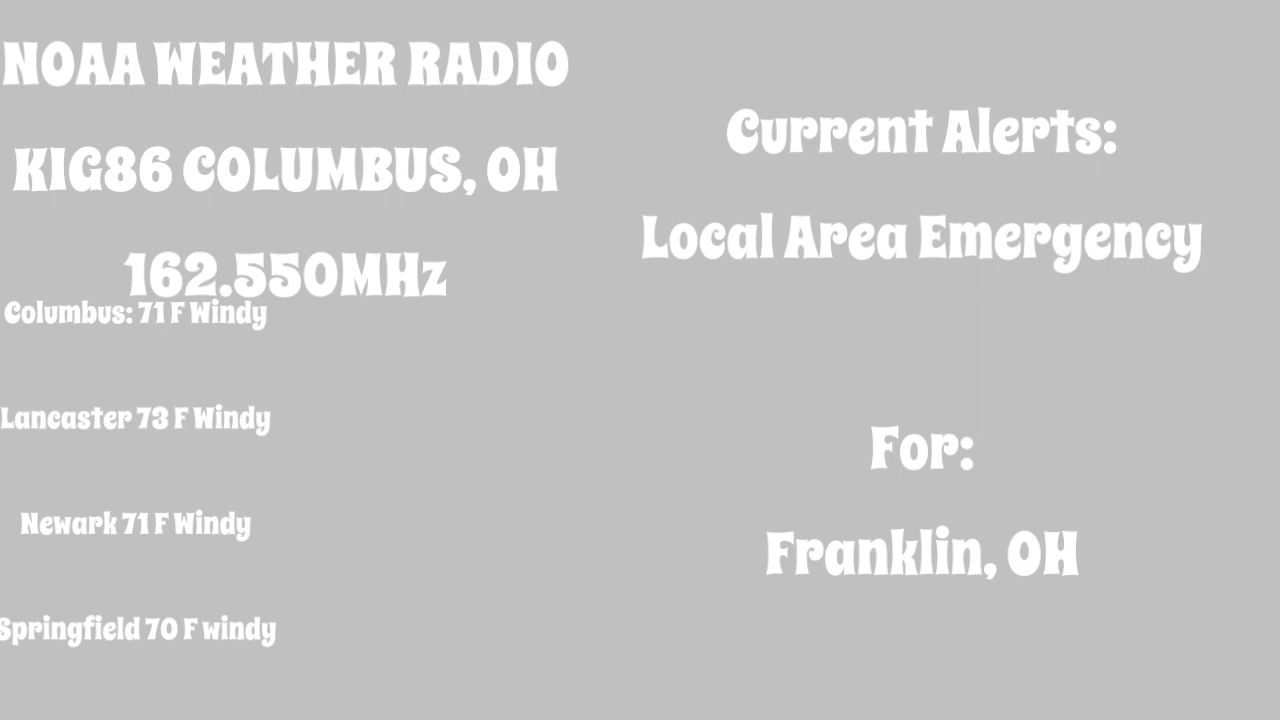 NOAA WEATHER RADIO
KIG86 COLUMBUS, OH
162.550MHz
Columbus: 71 F Windy
Lancaster 73 F Windy
Newark 71 F Windy
Springfield 70 F windy
Current Alerts:
Local Area Emergency
For:
Franklin, OH